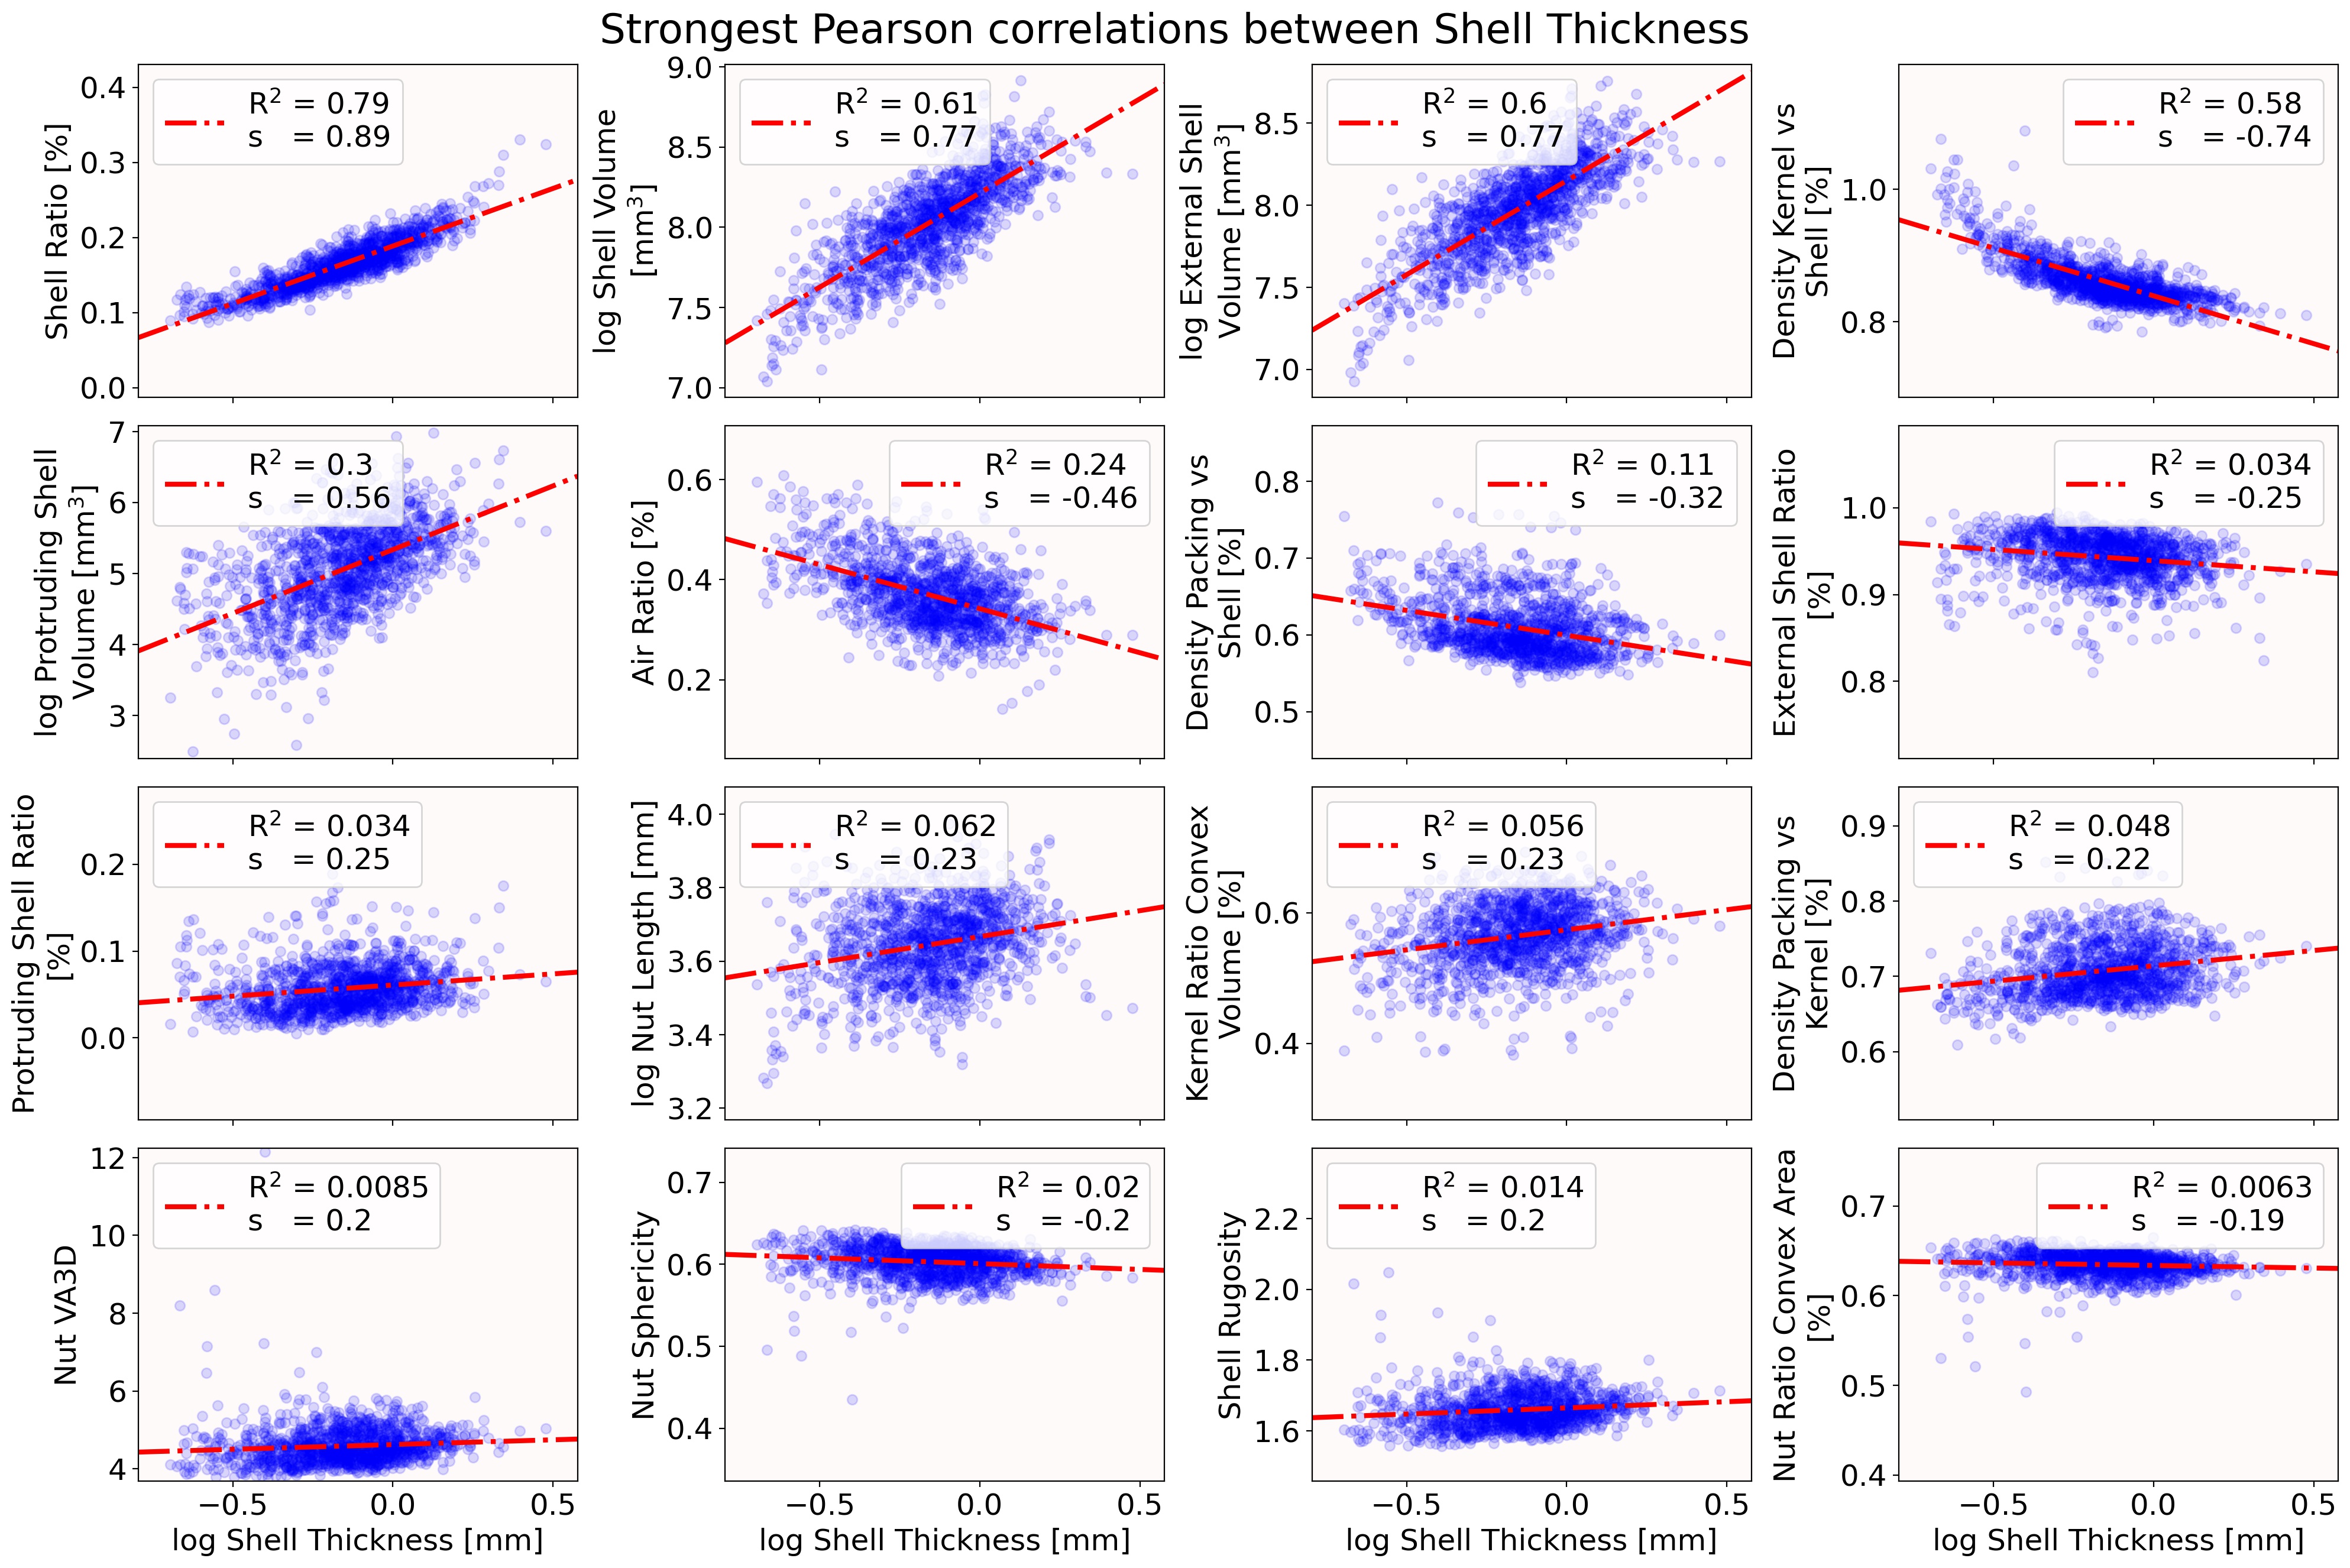 Strongest Pearson correlations between Shell Thickness
Shell Ratio [%]
0.4
0.3
0.2
0.1
0.0
R² = 0.79
s = 0.89
log Shell Volume
[mm³]
9.0
8.5
8.0
7.5
7.0
R² = 0.61
s = 0.77
log External Shell
Volume [mm³]
8.5
8.0
7.5
7.0
R² = 0.6
s = 0.77
Density Kernel vs
Shell [%]
1.0
0.8
R² = 0.58
s = -0.74
log Protruding Shell
Volume [mm³]
7
6
5
4
3
R² = 0.3
s = 0.56
Air Ratio [%]
0.6
0.4
0.2
R² = 0.24
s = -0.46
Density Packing vs
Shell [%]
0.8
0.7
0.6
0.5
R² = 0.11
s = -0.32
External Shell Ratio
[%]
1.0
0.9
0.8
R² = 0.034
s = -0.25
Protruding Shell Ratio
[%]
0.2
0.1
0.0
R² = 0.034
s = 0.25
log Nut Length [mm]
4.0
3.8
3.6
3.4
3.2
R² = 0.062
s = 0.23
Kernel Ratio Convex
Volume [%]
0.6
0.4
R² = 0.056
s = 0.23
Density Packing vs
Kernel [%]
0.9
0.8
0.7
0.6
R² = 0.048
s = 0.22
Nut VA3D
12
10
8
6
4
R² = 0.0085
s = 0.2
−0.5 0.0 0.5
log Shell Thickness [mm]
Nut Sphericity
0.7
0.6
0.5
0.4
R² = 0.02
s = -0.2
−0.5 0.0 0.5
log Shell Thickness [mm]
Shell Rugosity
2.2
2.0
1.8
1.6
R² = 0.014
s = 0.2
−0.5 0.0 0.5
log Shell Thickness [mm]
Nut Ratio Convex Area
[%]
0.7
0.6
0.5
0.4
R² = 0.0063
s = -0.19
−0.5 0.0 0.5
log Shell Thickness [mm]